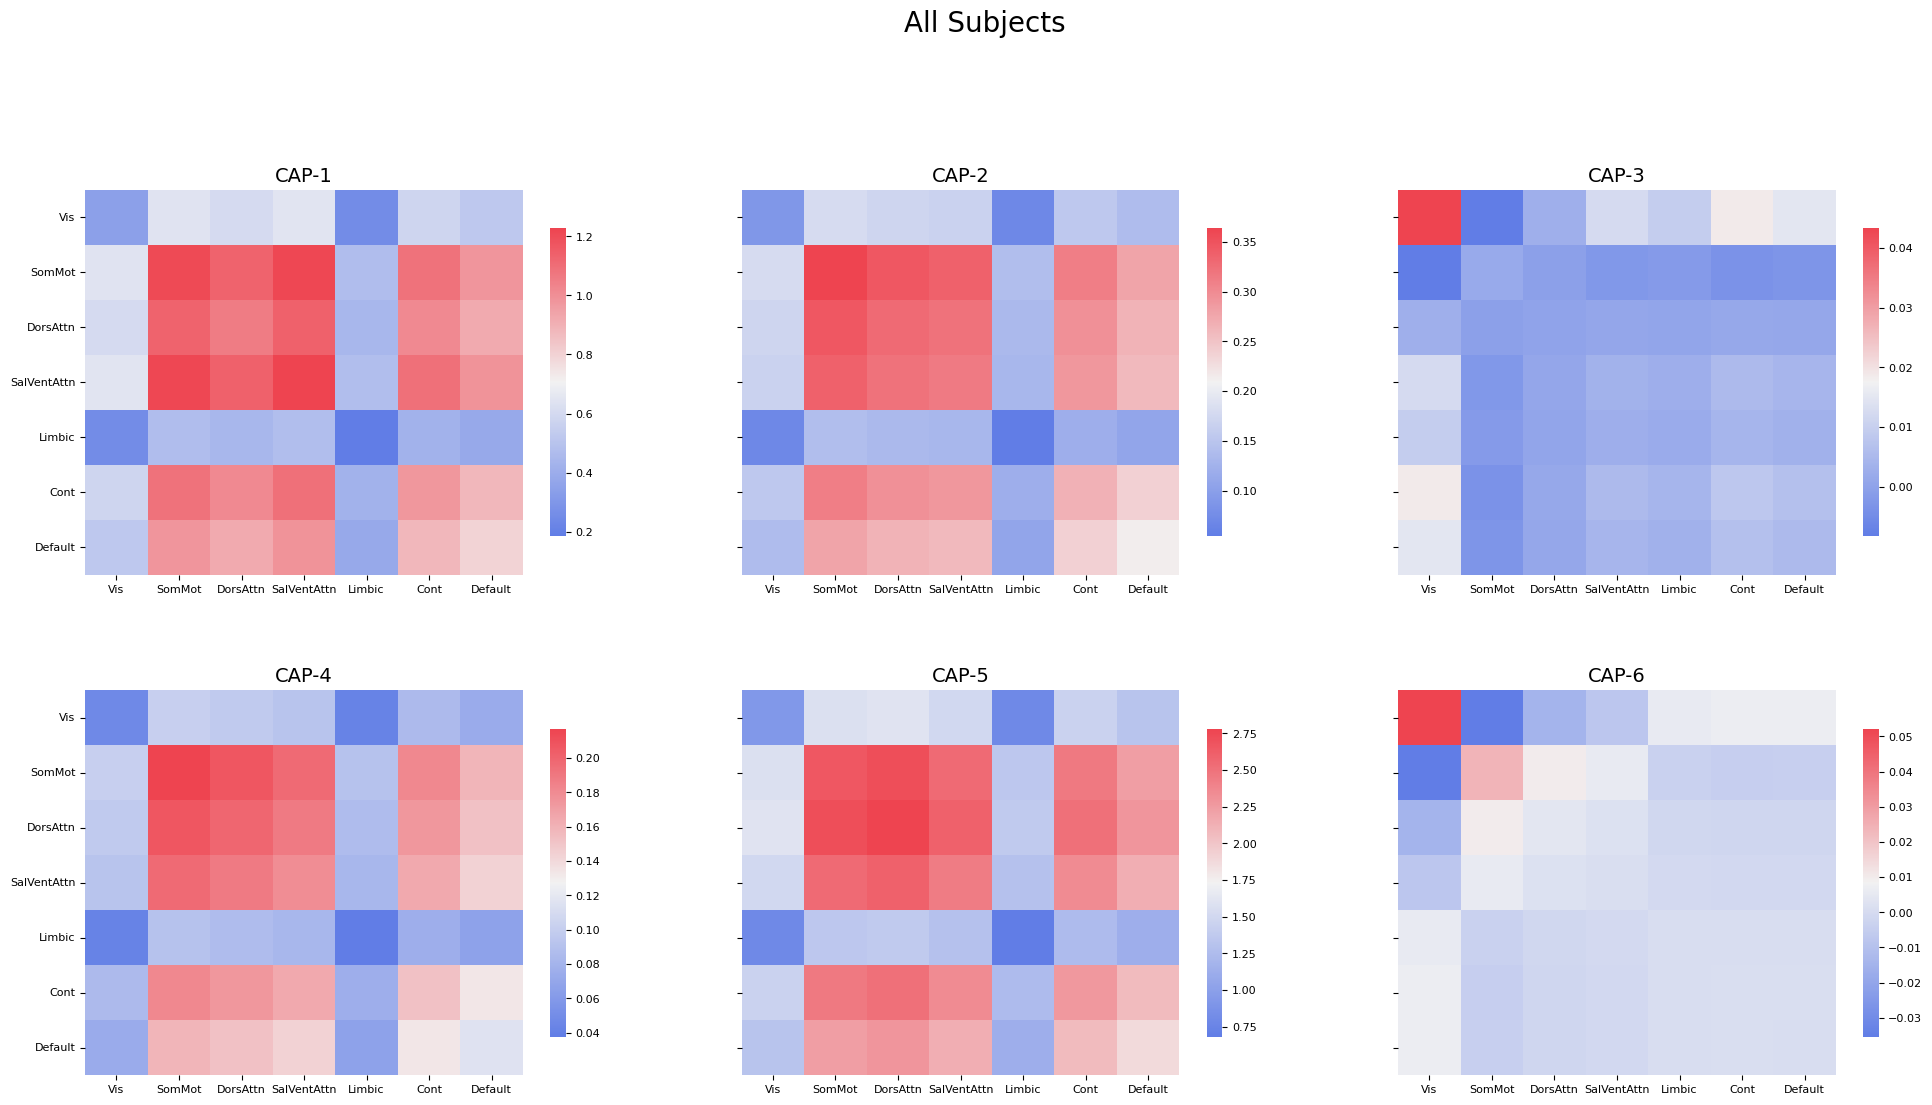 All Subjects
CAP-1
Vis
SomMot
DorsAttn
SalVentAttn
Limbic
Cont
Default
Vis SomMot DorsAttn SalVentAttn Limbic Cont Default
1.2
1.0
0.8
0.6
0.4
0.2
CAP-2
Vis SomMot DorsAttn SalVentAttn Limbic Cont Default
0.35
0.30
0.25
0.20
0.15
0.10
CAP-3
Vis SomMot DorsAttn SalVentAttn Limbic Cont Default
0.04
0.03
0.02
0.01
0.00
CAP-4
Vis
SomMot
DorsAttn
SalVentAttn
Limbic
Cont
Default
Vis SomMot DorsAttn SalVentAttn Limbic Cont Default
0.20
0.18
0.16
0.14
0.12
0.10
0.08
0.06
0.04
CAP-5
Vis SomMot DorsAttn SalVentAttn Limbic Cont Default
2.75
2.50
2.25
2.00
1.75
1.50
1.25
1.00
0.75
CAP-6
Vis SomMot DorsAttn SalVentAttn Limbic Cont Default
0.05
0.04
0.03
0.02
0.01
0.00
−0.01
−0.02
−0.03